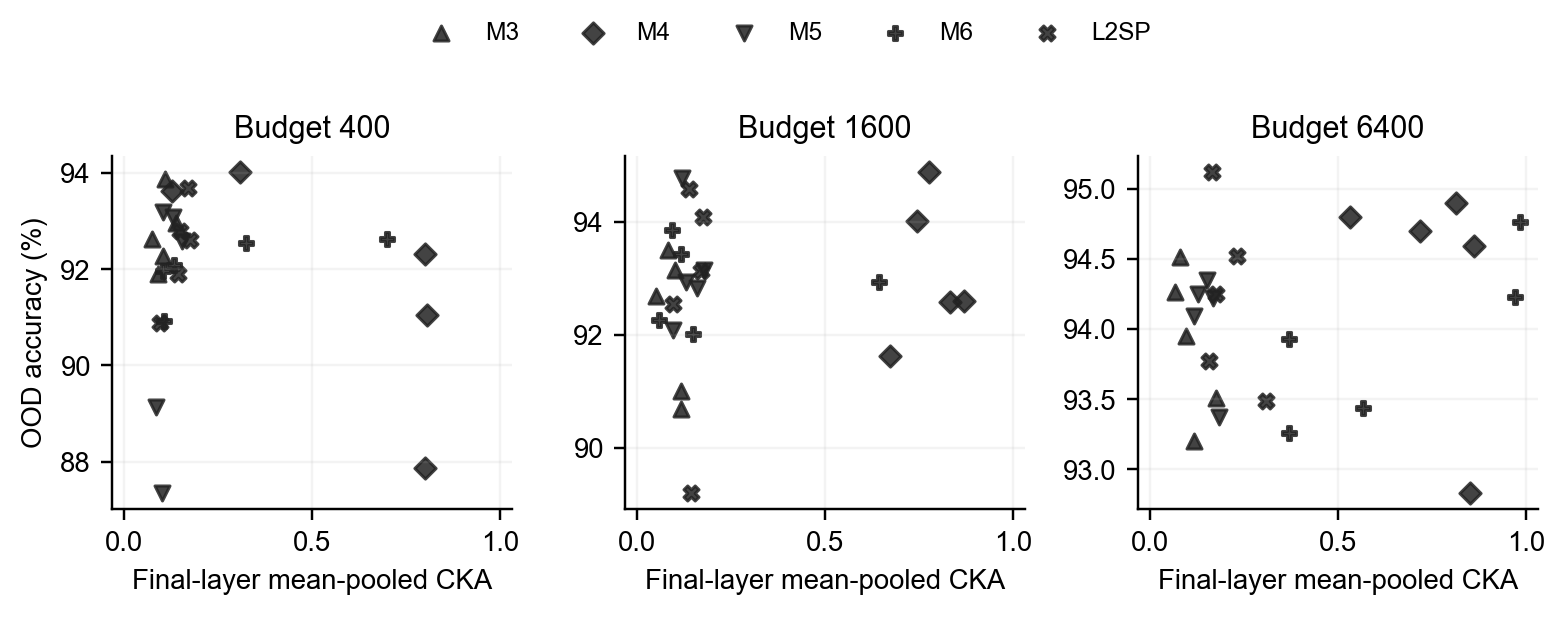 M3 M4 M5 M6 L2SP
Budget 400 Budget 1600 Budget 6400
OOD accuracy (%)
94
92
90
88
0.0 0.5 1.0
Final-layer mean-pooled CKA
94
92
90
0.0 0.5 1.0
Final-layer mean-pooled CKA
95.0
94.5
94.0
93.5
93.0
0.0 0.5 1.0
Final-layer mean-pooled CKA